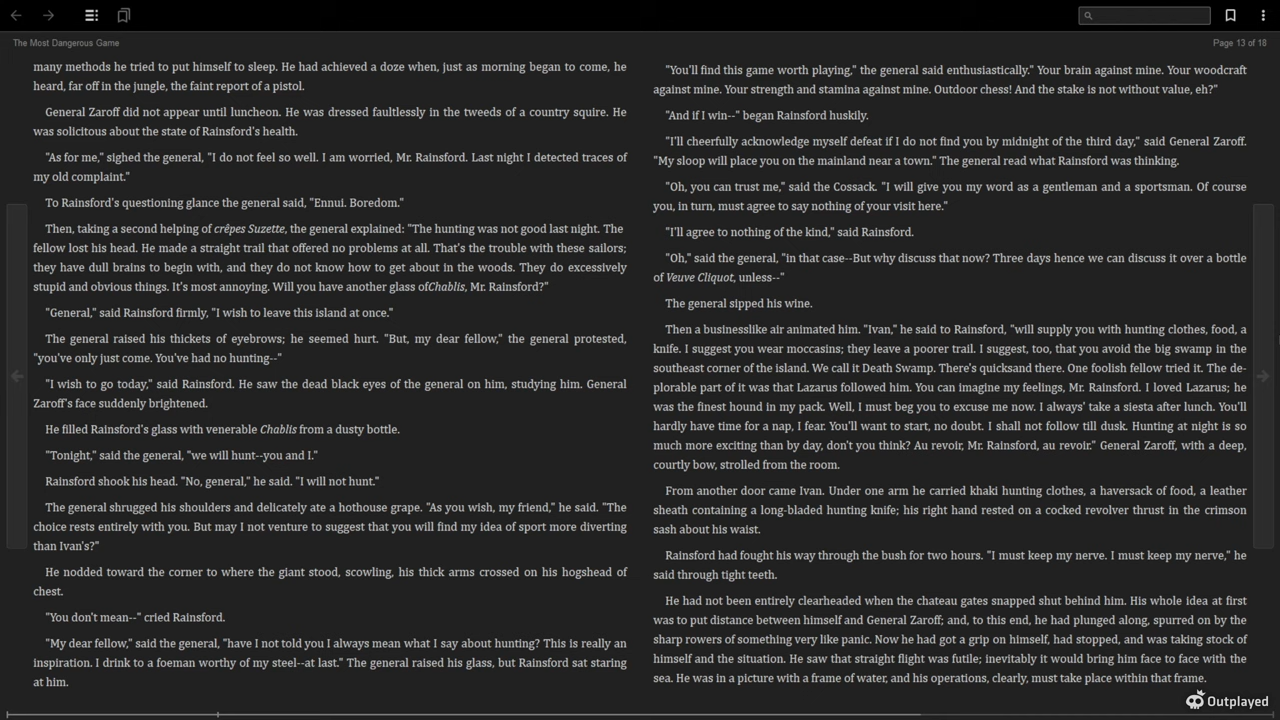 The Most Dangerous Game
Page 13 of 18
many methods he tried to put himself to sleep. He had achieved a doze when, just as morning began to come, he
heard, far off in the jungle, the faint report of a pistol.
General Zaroff did not appear until luncheon. He was dressed faultlessly in the tweeds of a country squire. He
was solicitous about the state of Rainsford's health.
"As for me," sighed the general, "I do not feel so well. I am worried, Mr. Rainsford. Last night I detected traces of
my old complaint."
To Rainsford's questioning glance the general said, "Ennui. Boredom."
Then, taking a second helping of crêpes Suzette, the general explained: "The hunting was not good last night. The
fellow lost his head. He made a straight trail that offered no problems at all. That's the trouble with these sailors;
they have dull brains to begin with, and they do not know how to get about in the woods. They do excessively
stupid and obvious things. It's most annoying. Will you have another glass ofChablis, Mr. Rainsford?"
"General," said Rainsford firmly, "I wish to leave this island at once."
The general raised his thickets of eyebrows; he seemed hurt. "But, my dear fellow," the general protested,
"you've only just come. You've had no hunting--"
"I wish to go today," said Rainsford. He saw the dead black eyes of the general on him, studying him. General
Zaroff's face suddenly brightened.
He filled Rainsford's glass with venerable Chablis from a dusty bottle.
"Tonight," said the general, "we will hunt--you and I."
Rainsford shook his head. "No, general," he said. "I will not hunt."
The general shrugged his shoulders and delicately ate a hothouse grape. "As you wish, my friend," he said. "The
choice rests entirely with you. But may I not venture to suggest that you will find my idea of sport more diverting
than Ivan's?"
He nodded toward the corner to where the giant stood, scowling, his thick arms crossed on his hogshead of
chest.
"You don't mean--" cried Rainsford.
"My dear fellow," said the general, "have I not told you I always mean what I say about hunting? This is really an
inspiration. I drink to a foeman worthy of my steel--at last." The general raised his glass, but Rainsford sat staring
at him.
"You'll find this game worth playing," the general said enthusiastically." Your brain against mine. Your woodcraft
against mine. Your strength and stamina against mine. Outdoor chess! And the stake is not without value, eh?"
"And if I win--" began Rainsford huskily.
"I'll cheerfully acknowledge myself defeat if I do not find you by midnight of the third day," said General Zaroff.
"My sloop will place you on the mainland near a town." The general read what Rainsford was thinking.
"Oh, you can trust me," said the Cossack. "I will give you my word as a gentleman and a sportsman. Of course
you, in turn, must agree to say nothing of your visit here."
"I'll agree to nothing of the kind," said Rainsford.
"Oh," said the general, "in that case--But why discuss that now? Three days hence we can discuss it over a bottle
of Veuve Cliquot, unless--"
The general sipped his wine.
Then a businesslike air animated him. "Ivan," he said to Rainsford, "will supply you with hunting clothes, food, a
knife. I suggest you wear moccasins; they leave a poorer trail. I suggest, too, that you avoid the big swamp in the
southeast corner of the island. We call it Death Swamp. There's quicksand there. One foolish fellow tried it. The de-
plorable part of it was that Lazarus followed him. You can imagine my feelings, Mr. Rainsford. I loved Lazarus; he
was the finest hound in my pack. Well, I must beg you to excuse me now. I always' take a siesta after lunch. You'll
hardly have time for a nap, I fear. You'll want to start, no doubt. I shall not follow till dusk. Hunting at night is so
much more exciting than by day, don't you think? Au revoir, Mr. Rainsford, au revoir." General Zaroff, with a deep,
courtly bow, strolled from the room.
From another door came Ivan. Under one arm he carried khaki hunting clothes, a haversack of food, a leather
sheath containing a long-bladed hunting knife; his right hand rested on a cocked revolver thrust in the crimson
sash about his waist.
Rainsford had fought his way through the bush for two hours. "I must keep my nerve. I must keep my nerve," he
said through tight teeth.
He had not been entirely clearheaded when the chateau gates snapped shut behind him. His whole idea at first
was to put distance between himself and General Zaroff; and, to this end, he had plunged along, spurred on by the
sharp rowers of something very like panic. Now he had got a grip on himself, had stopped, and was taking stock of
himself and the situation. He saw that straight flight was futile; inevitably it would bring him face to face with the
sea. He was in a picture with a frame of water, and his operations, clearly, must take place within that frame.
Outplayed